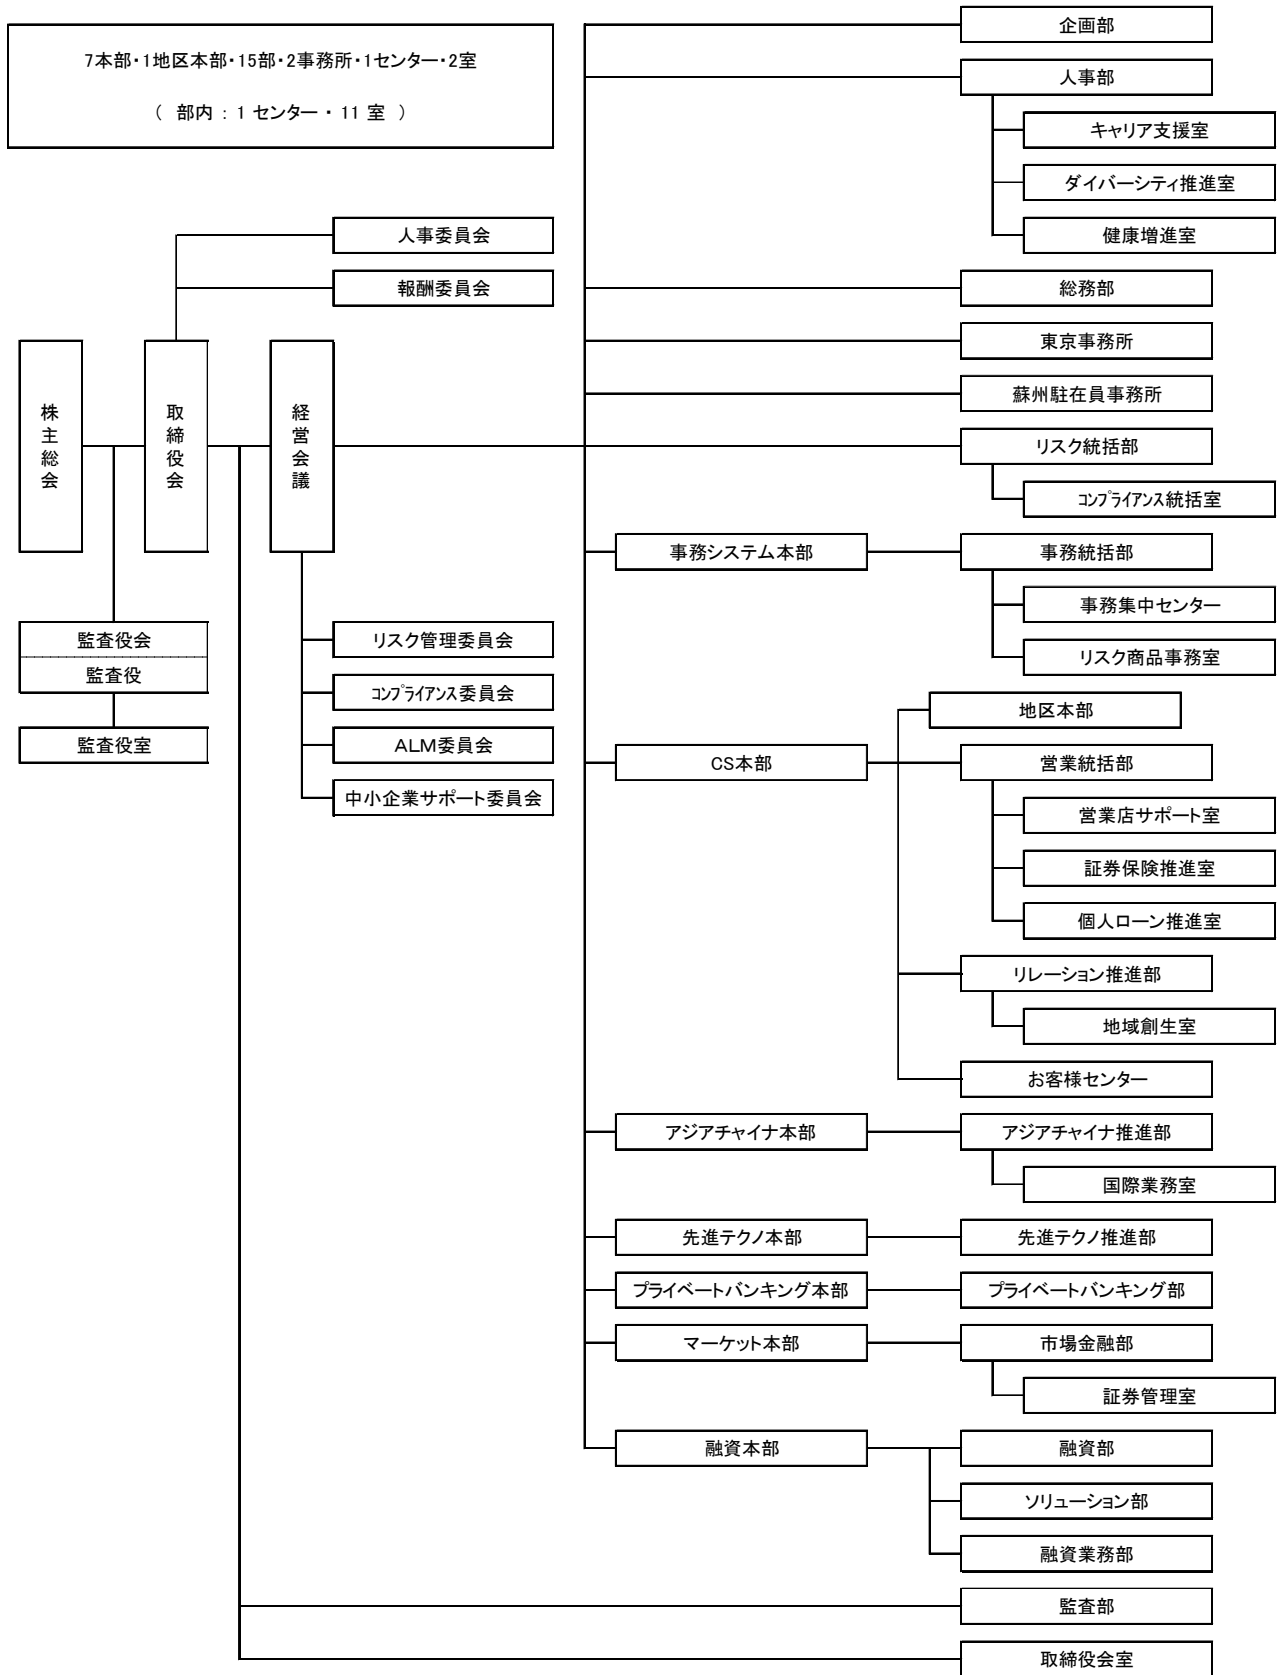 7本部・1地区本部・15部・2事務所・1センター・2室
（ 部内 ： 1 センター ・ 11 室 ）
人事委員会
報酬委員会
株主総会
取締役会
経営会議
監査役会
監査役
監査役室
リスク管理委員会
コンプライアンス委員会
ALM委員会
中小企業サポート委員会
企画部
人事部
キャリア支援室
ダイバーシティ推進室
健康増進室
総務部
東京事務所
蘇州駐在員事務所
リスク統括部
コンプライアンス統括室
事務システム本部
事務統括部
事務集中センター
リスク商品事務室
CS本部
地区本部
営業統括部
営業店サポート室
証券保険推進室
個人ローン推進室
リレーション推進部
地域創生室
お客様センター
アジアチャイナ本部
アジアチャイナ推進部
国際業務室
先進テクノ本部
先進テクノ推進部
プライベートバンキング本部
プライベートバンキング部
マーケット本部
市場金融部
証券管理室
融資本部
融資部
ソリューション部
融資業務部
監査部
取締役会室